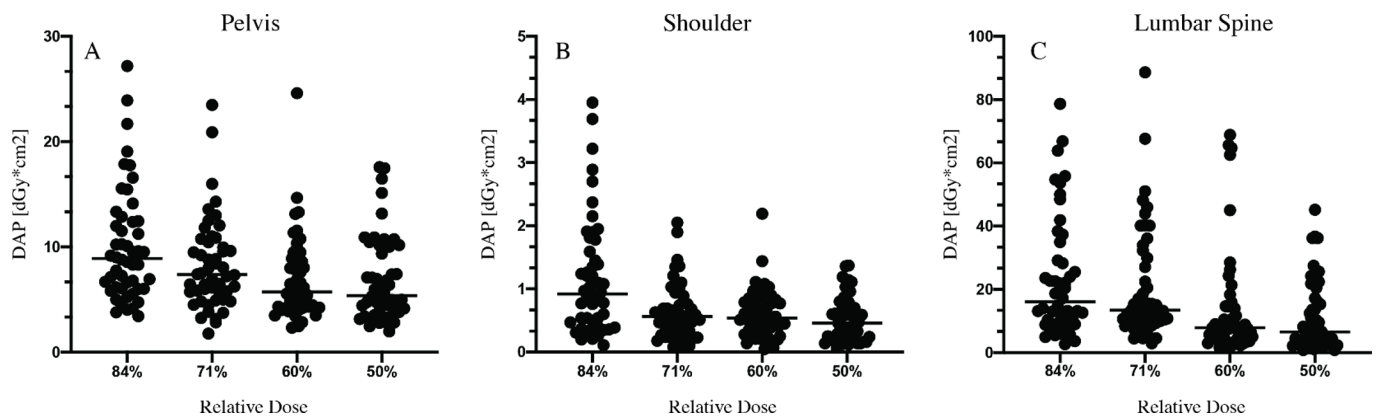 Pelvis
A
30
20
10
0
DAP [dGy*cm2]
84% 71% 60% 50%
Relative Dose
Shoulder
B
5
4
3
2
1
0
DAP [dGy*cm2]
84% 71% 60% 50%
Relative Dose
Lumbar Spine
C
100
80
60
40
20
0
DAP [dGy*cm2]
84% 71% 60% 50%
Relative Dose